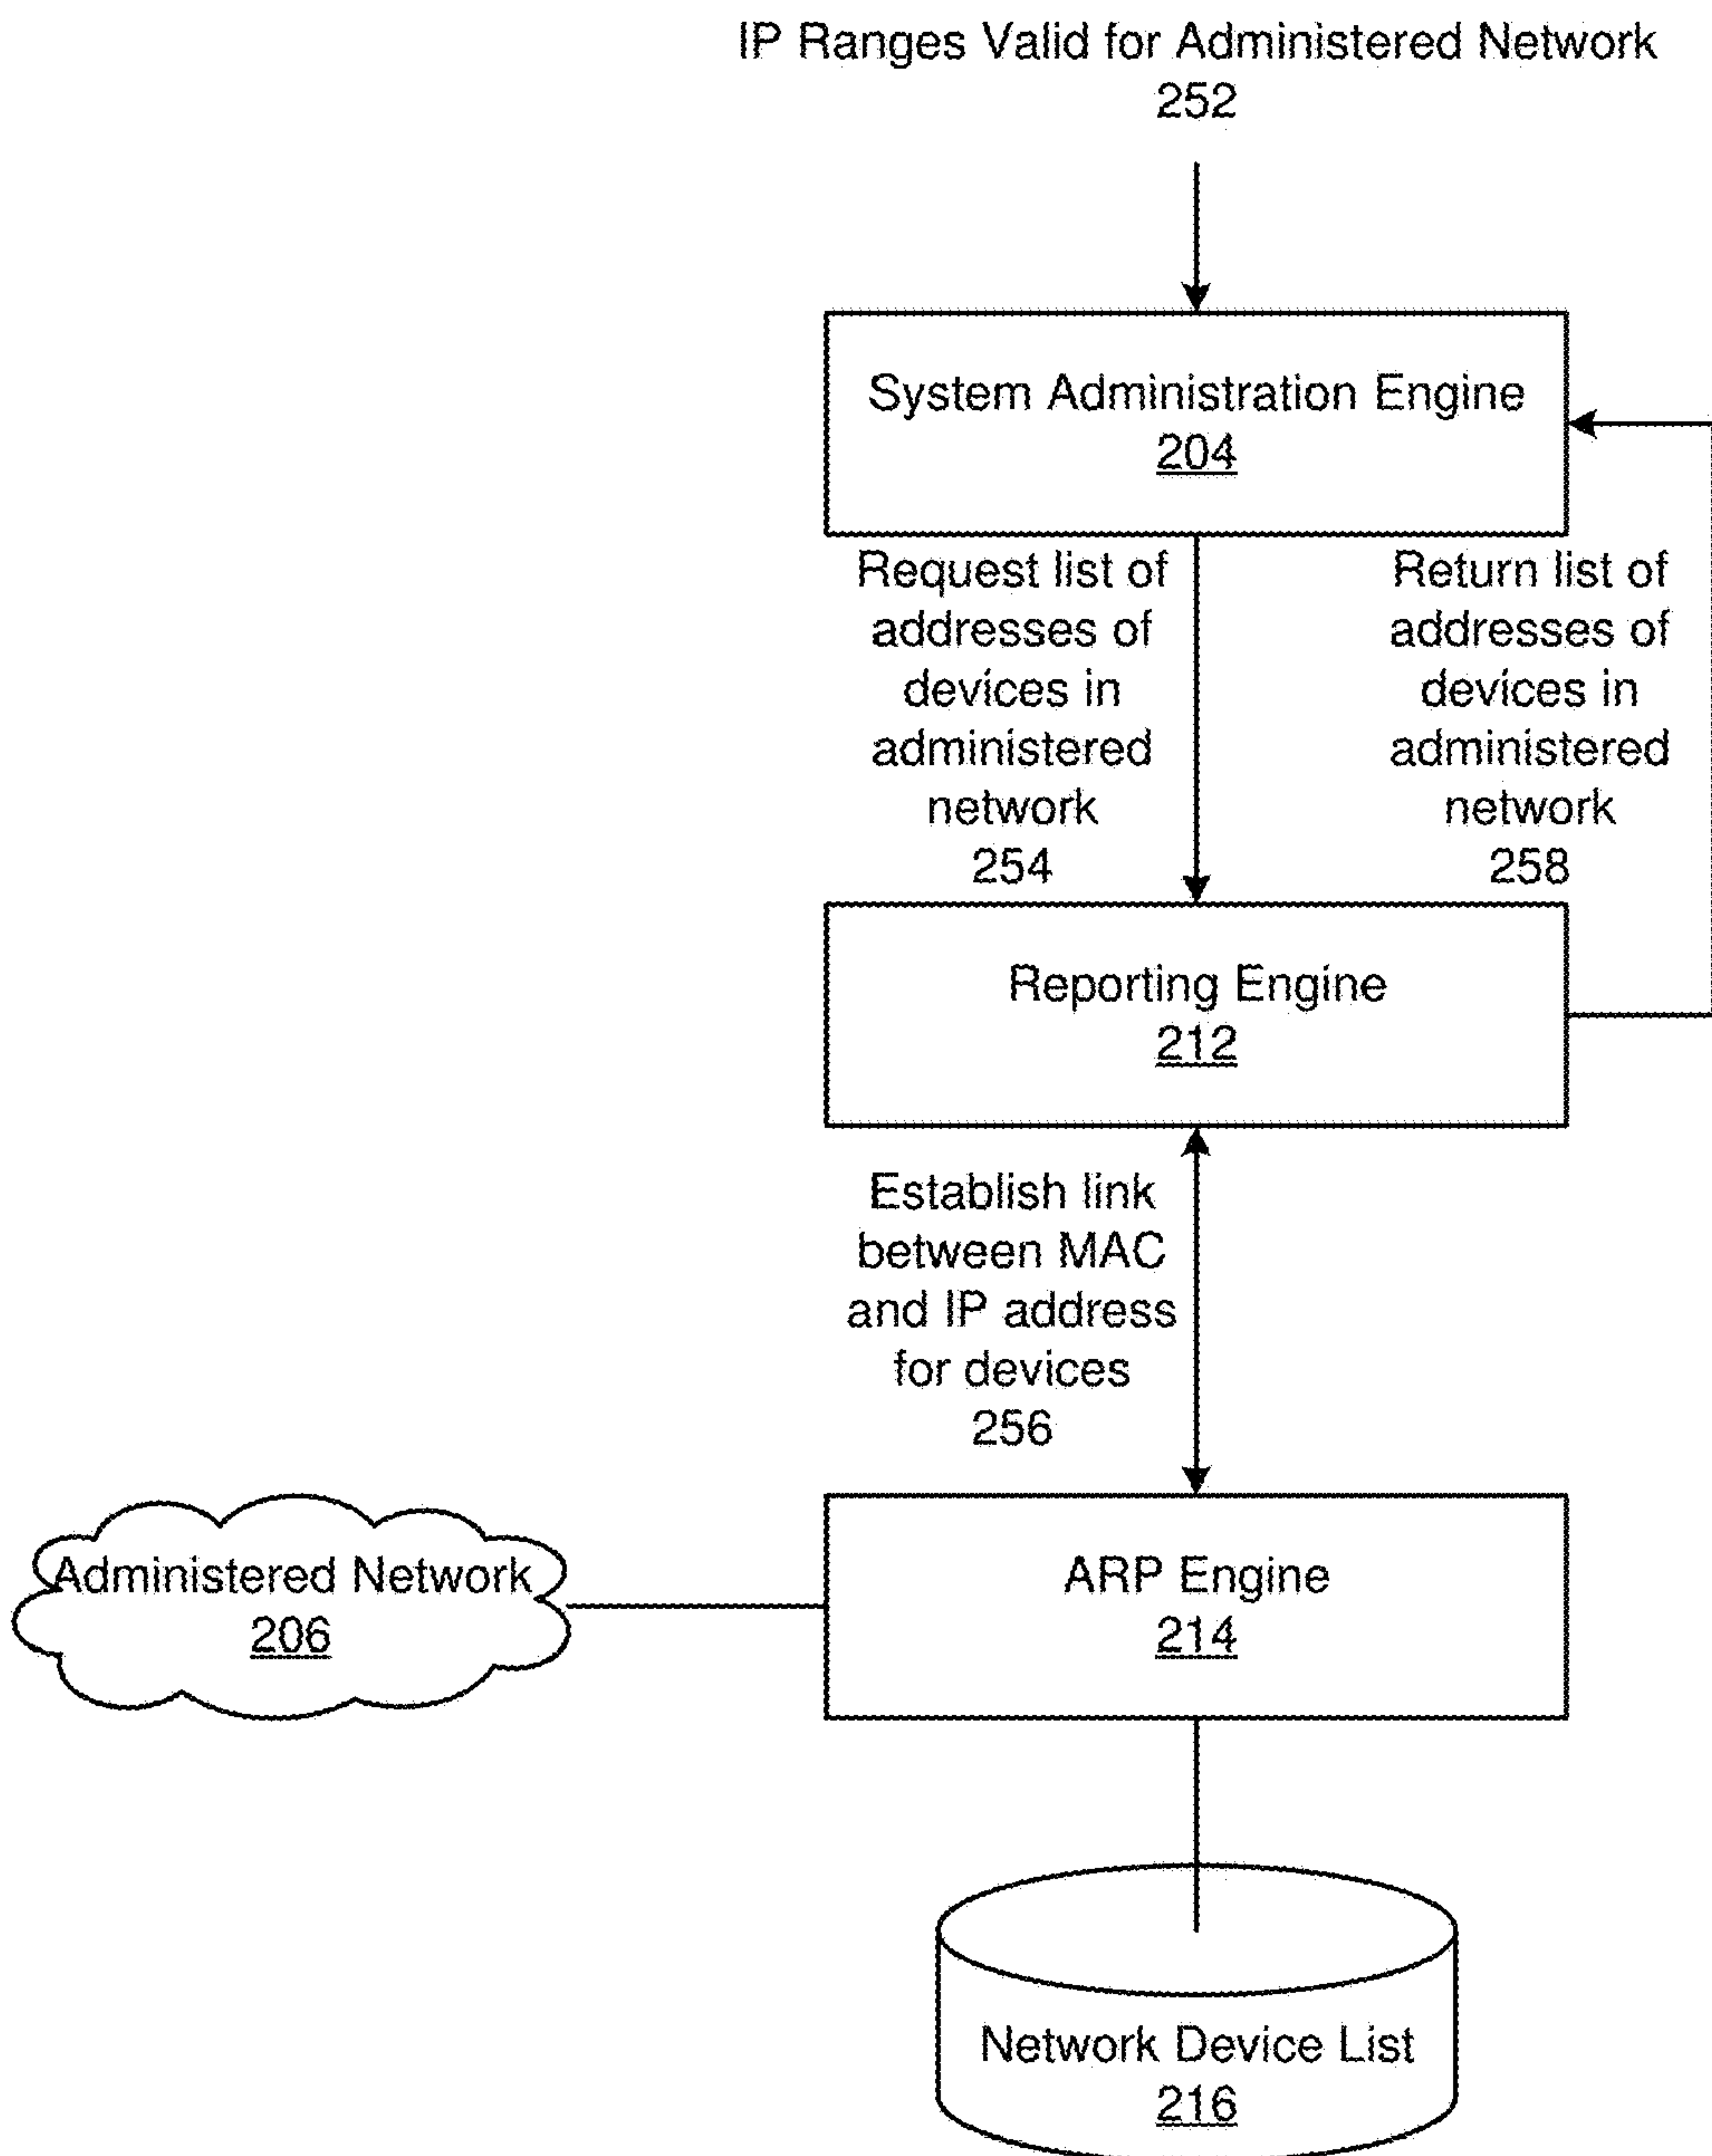 IP Ranges Valid for Administered Network
252
System Administration Engine
204
Request list of
addresses of
devices in
administered
network
254
Return list of
addresses of
devices in
administered
network
258
Reporting Engine
212
Establish link
between MAC
and IP address
for devices
256
Administered Network
206
ARP Engine
214
Network Device List
216